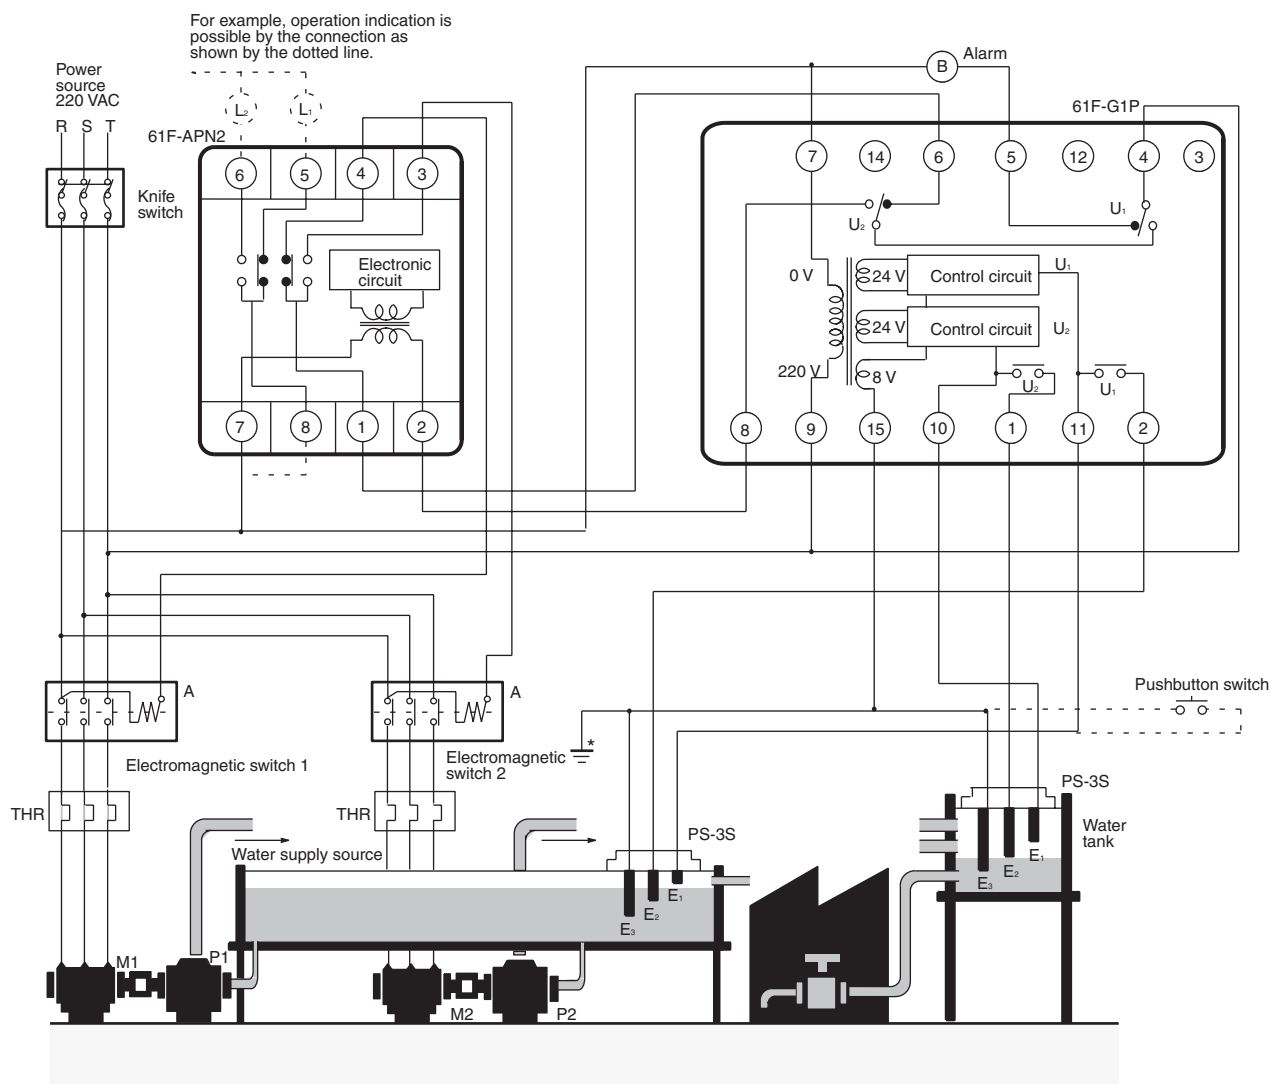 For example, operation indication is
possible by the connection as
shown by the dotted line.
Power
source
220 VAC
R S T
Knife
switch
61F-APN2
L2
L1
6 5 4 3
Electronic
circuit
7 8 1 2
B
Alarm
61F-G1P
7 14 6 5 12 4 3
U2
U1
0 V
24 V
Control circuit
U1
24 V
Control circuit
U2
220 V
8 V
U2
U1
8 9 15 10 1 11 2
A
Electromagnetic switch 1
A
Electromagnetic
switch 2
*
Pushbutton switch
THR
THR
Water supply source
PS-3S
E1
E2
E3
PS-3S
Water
tank
E1
E2
E3
M1
P1
M2
P2